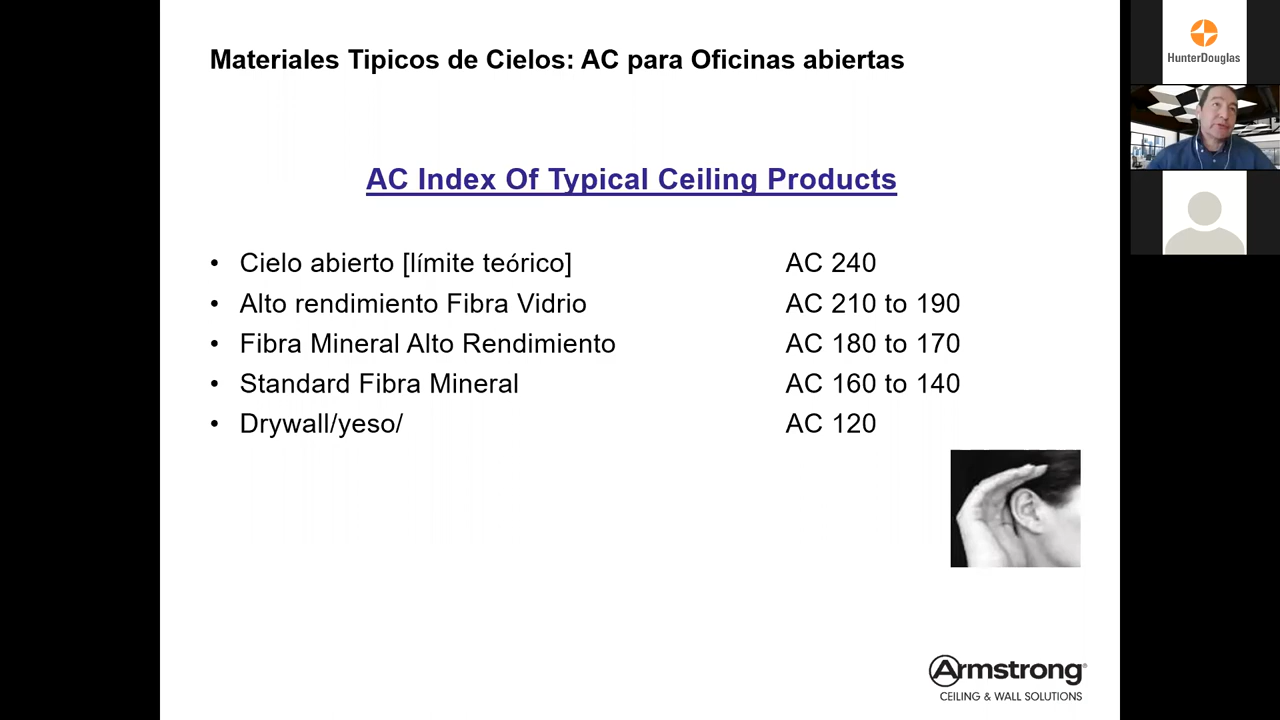 Materiales Tipicos de Cielos: AC para Oficinas abiertas
AC Index Of Typical Ceiling Products
• Cielo abierto [límite teórico] AC 240
• Alto rendimiento Fibra Vidrio AC 210 to 190
• Fibra Mineral Alto Rendimiento AC 180 to 170
• Standard Fibra Mineral AC 160 to 140
• Drywall/yeso/ AC 120
Armstrong®
CEILING & WALL SOLUTIONS
HunterDouglas